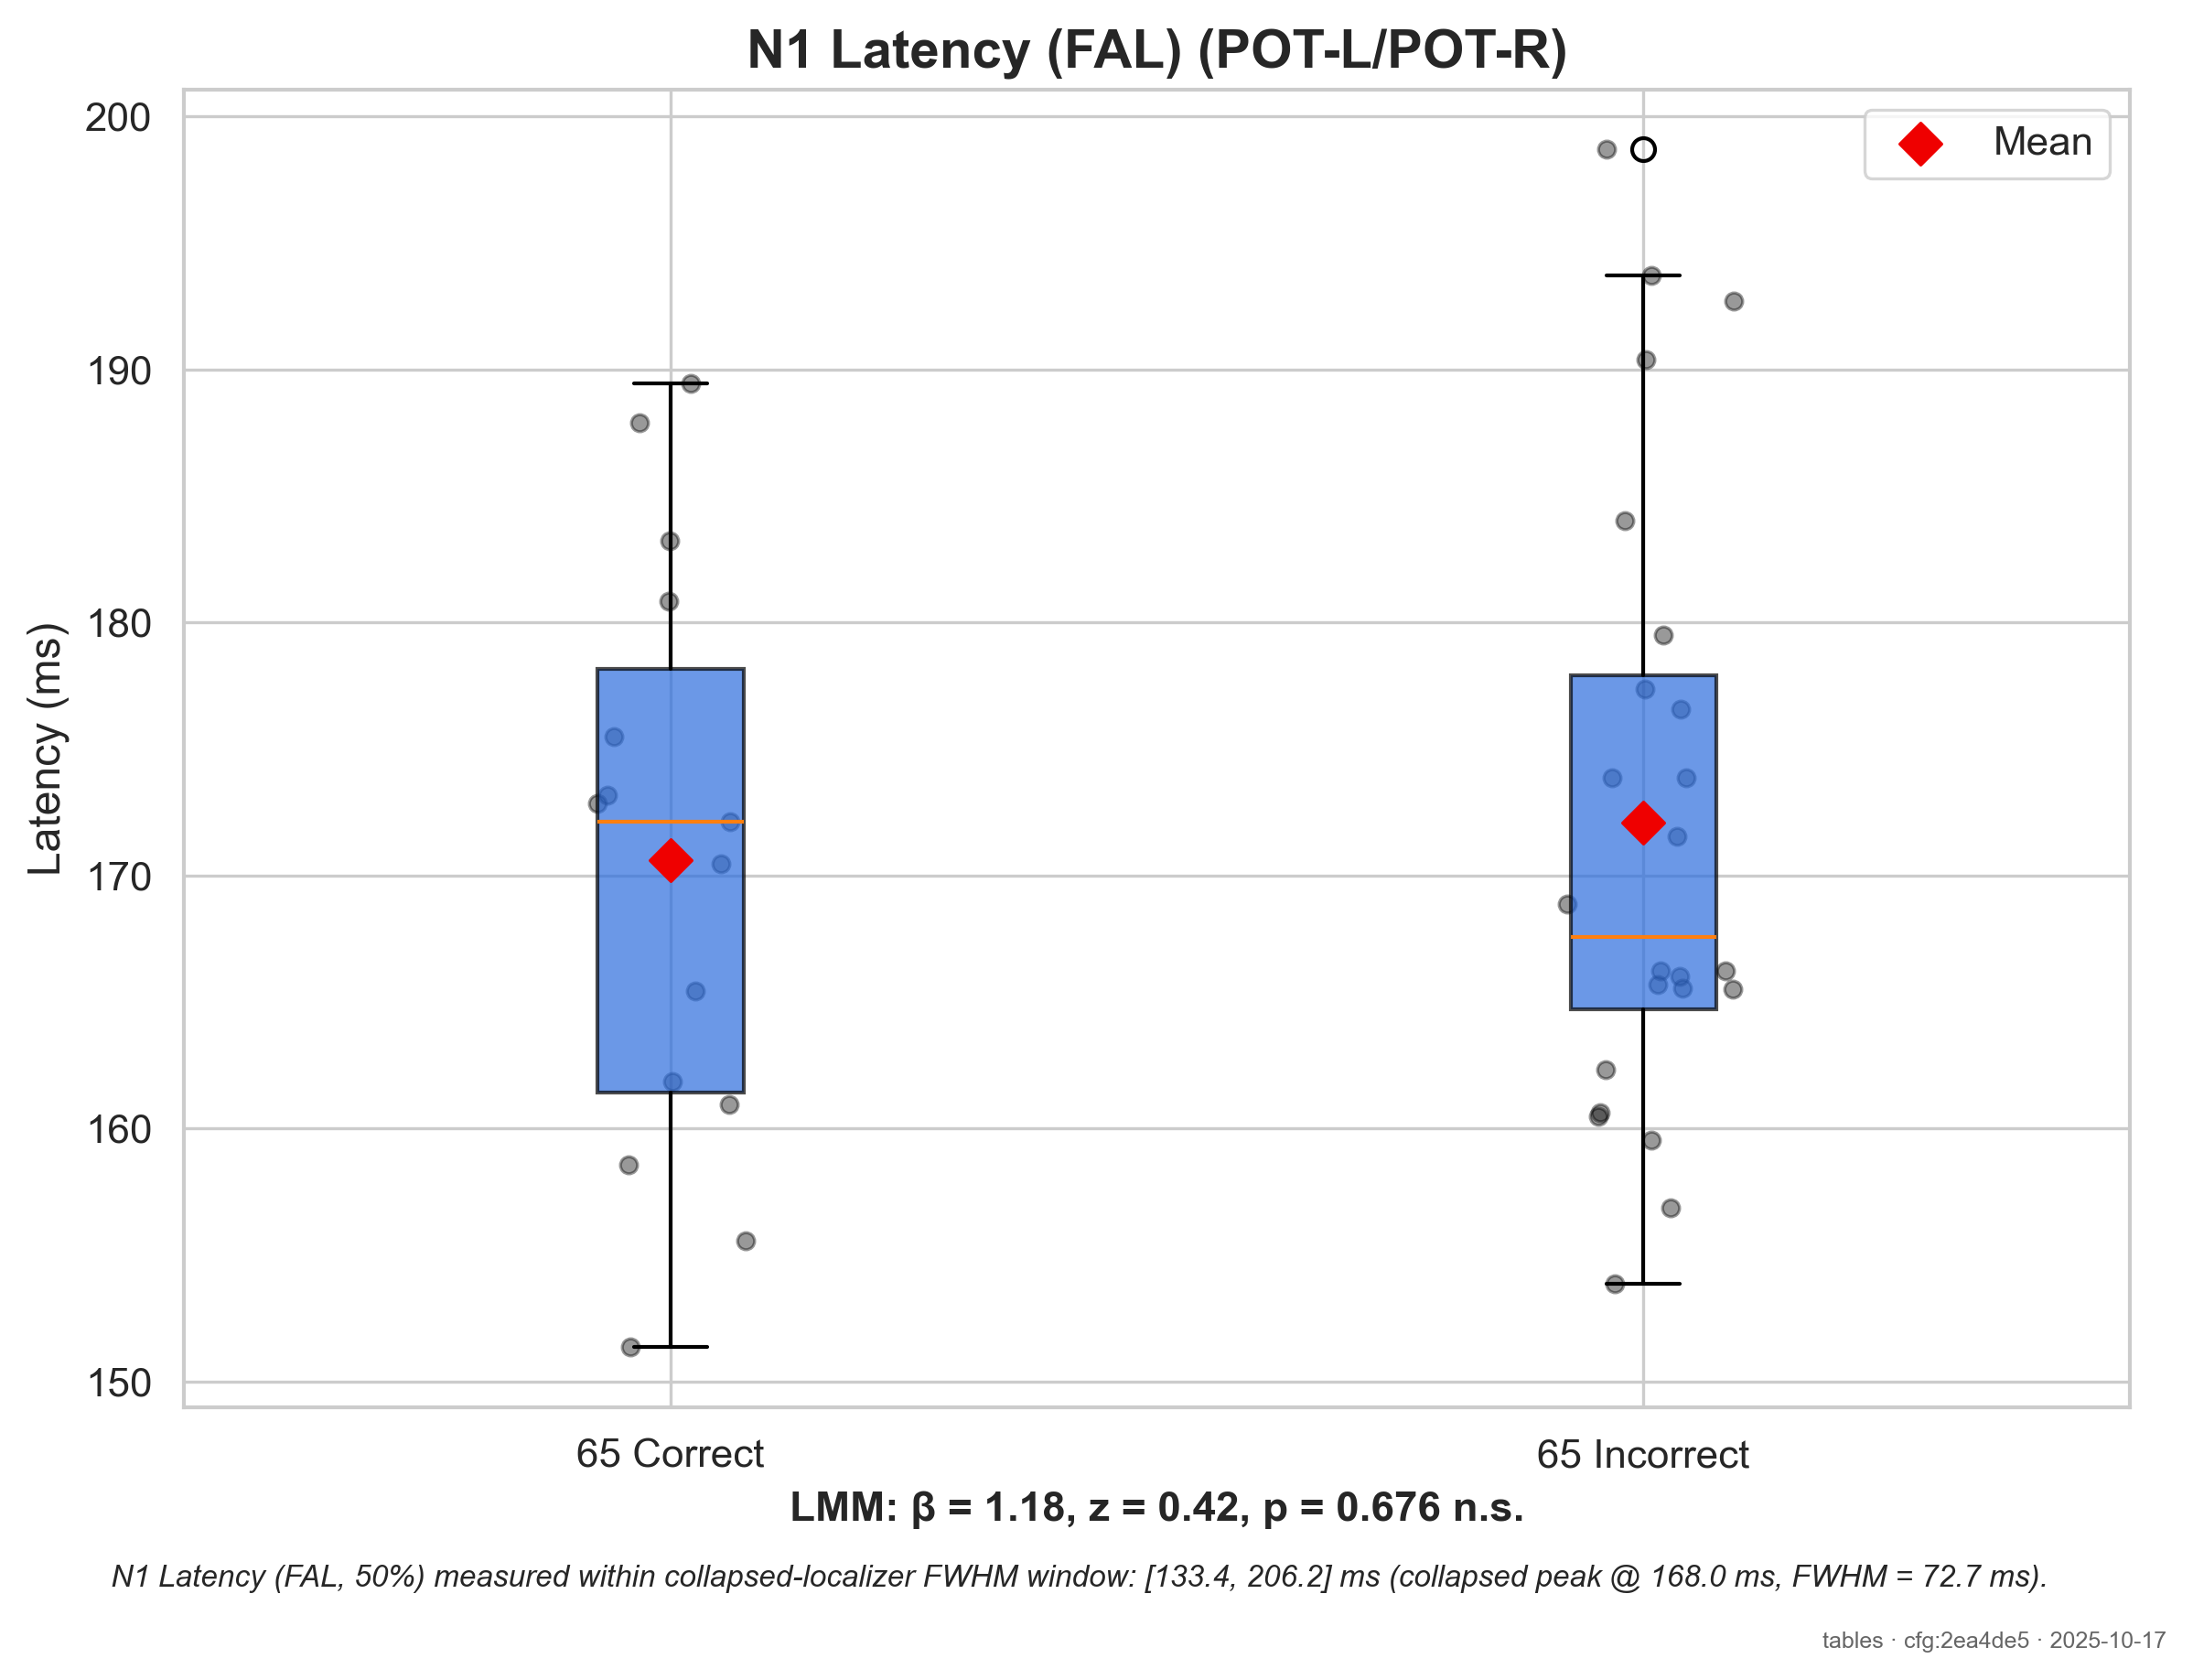 N1 Latency (FAL) (POT-L/POT-R)
200
Mean
190
180
Latency (ms)
170
160
150
65 Correct
65 Incorrect
LMM: β = 1.18, z = 0.42, p = 0.676 n.s.
N1 Latency (FAL, 50%) measured within collapsed-localizer FWHM window: [133.4, 206.2] ms (collapsed peak @ 168.0 ms, FWHM = 72.7 ms).
tables · cfg:2ea4de5 · 2025-10-17